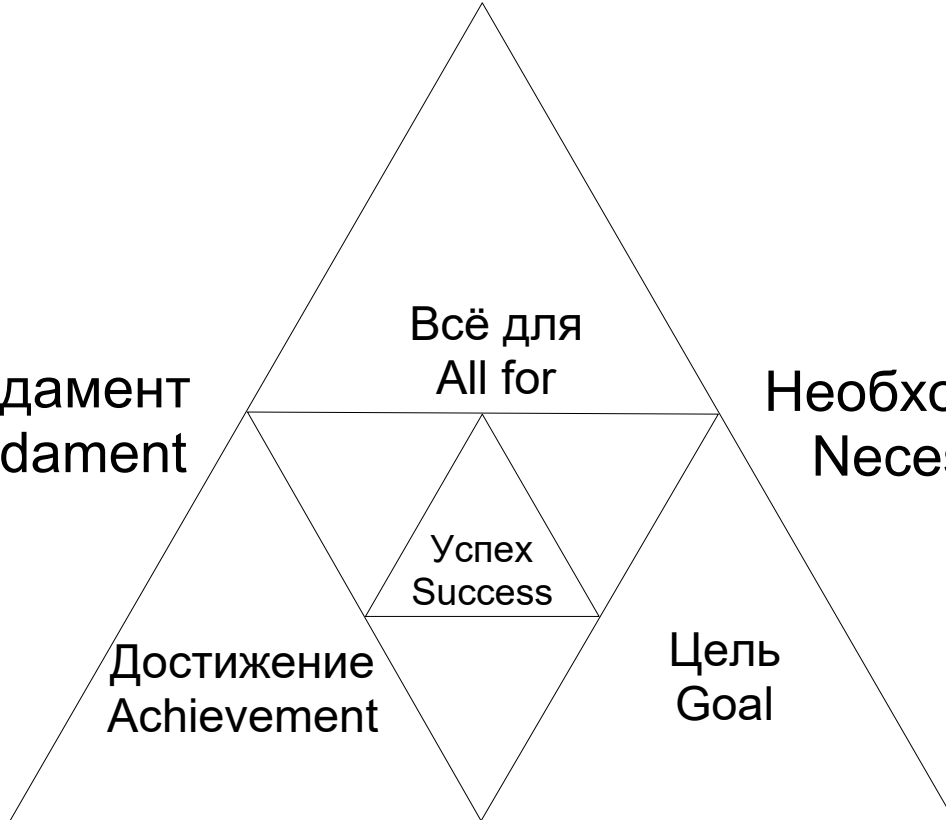 Всё для
All for
дамент
dament
Необхо
Neces
Успех
Success
Достижение
Achievement
Цель
Goal